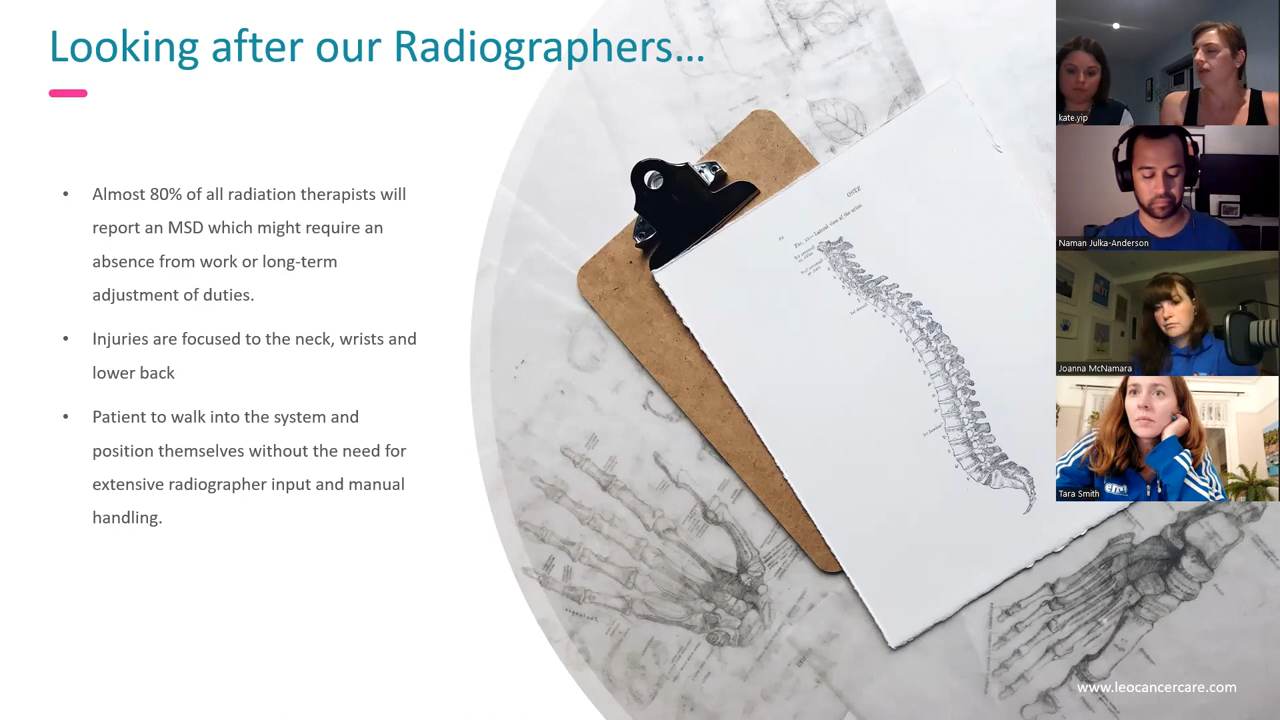 Looking after our Radiographers...
• Almost 80% of all radiation therapists will
report an MSD which might require an
absence from work or long-term
adjustment of duties.
• Injuries are focused to the neck, wrists and
lower back
• Patient to walk into the system and
position themselves without the need for
extensive radiographer input and manual
handling.
kate.yip
Naman Julka-Anderson
Joanna McNamara
Tara Smith
www.leocancercare.com